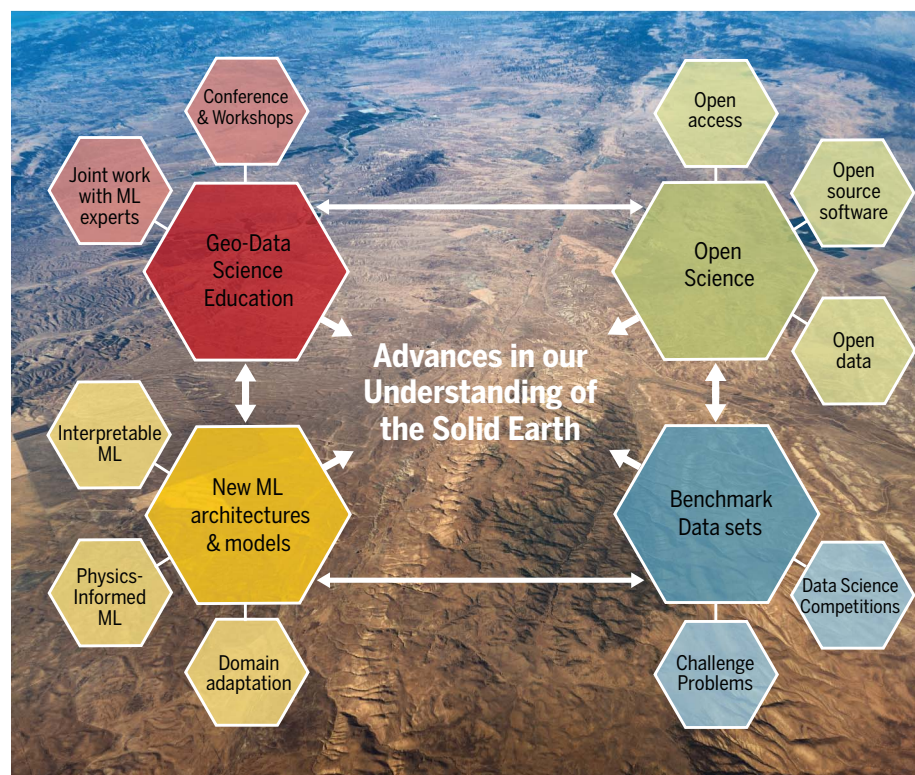 Conference
& Workshops
Joint work
with ML
experts
Geo-Data
Science
Education
Open
access
Open
source
software
Open
Science
Open
data
Advances in our
Understanding of
the Solid Earth
Interpretable
ML
New ML
architectures
& models
Physics-
Informed
ML
Domain
adaptation
Benchmark
Data sets
Data Science
Competitions
Challenge
Problems